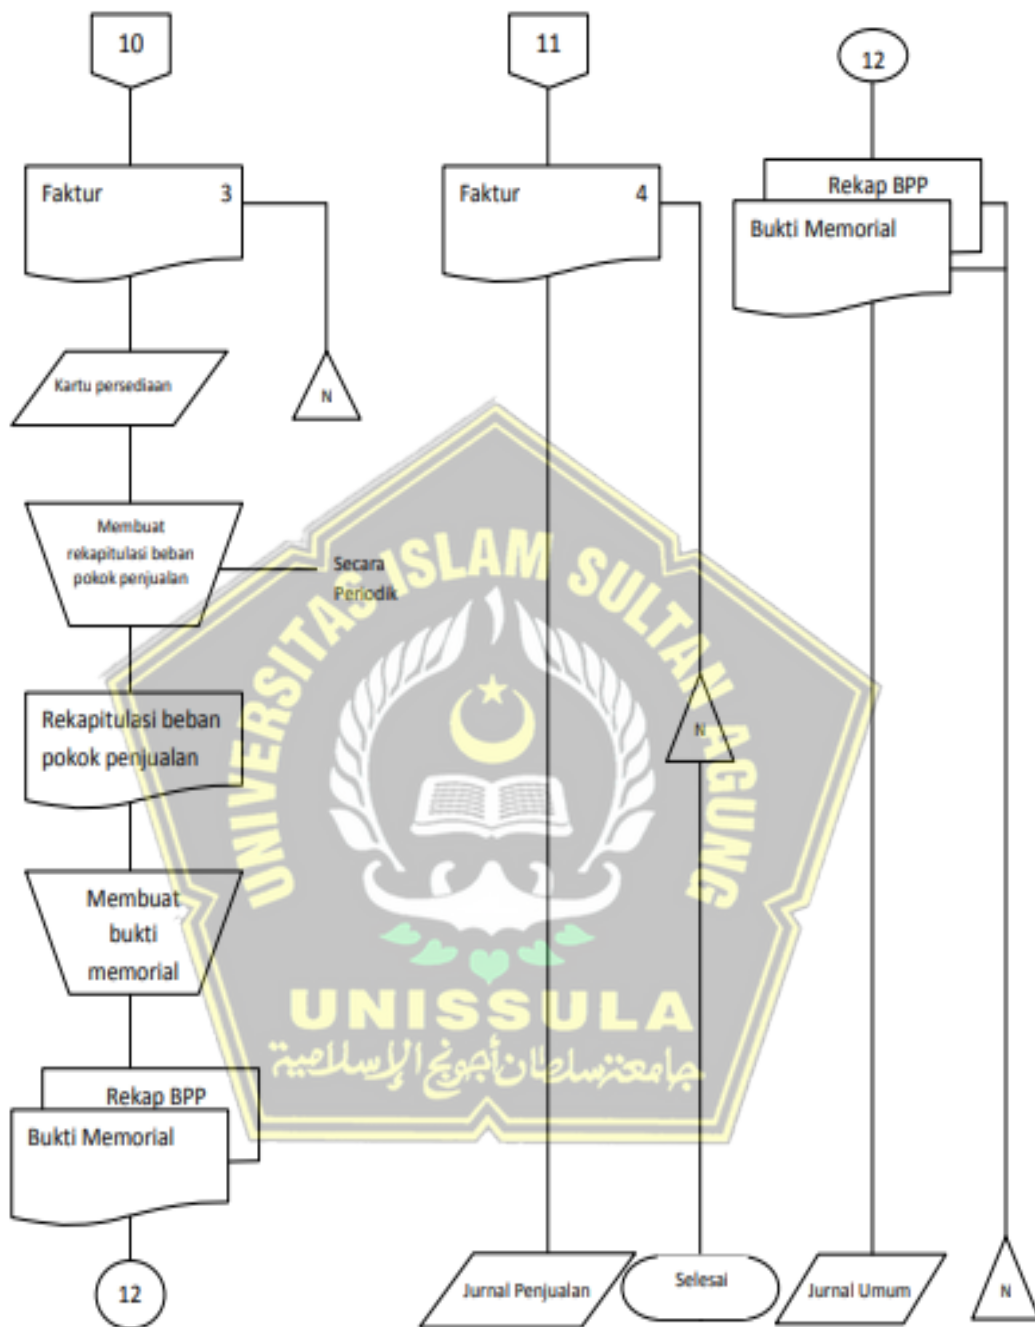 10
Faktur 3
Kartu persediaan
N
Membuat
rekapitulasi beban
pokok penjualan
Secara
Periodik
Rekapitulasi beban
pokok penjualan
Membuat
bukti
memorial
Rekap BPP
Bukti Memorial
12
11
Faktur 4
N
Jurnal Penjualan
Selesai
12
Rekap BPP
Bukti Memorial
Jurnal Umum
N
UNIVERSITAS ISLAM SULTAN AGUNG
UNISSULA
جامعتسلطان أجونج الإسلامية